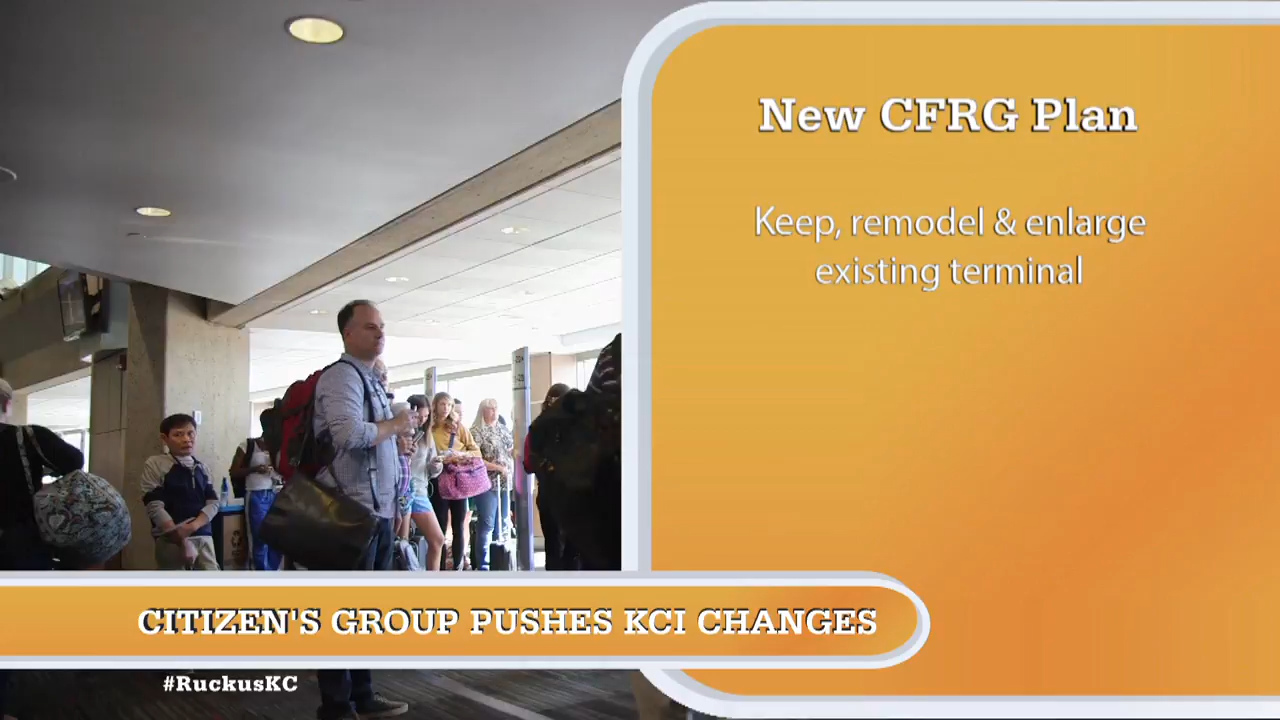 New CFRG Plan
Keep, remodel & enlarge
existing terminal
CITIZEN'S GROUP PUSHES KCI CHANGES
#RuckusKC